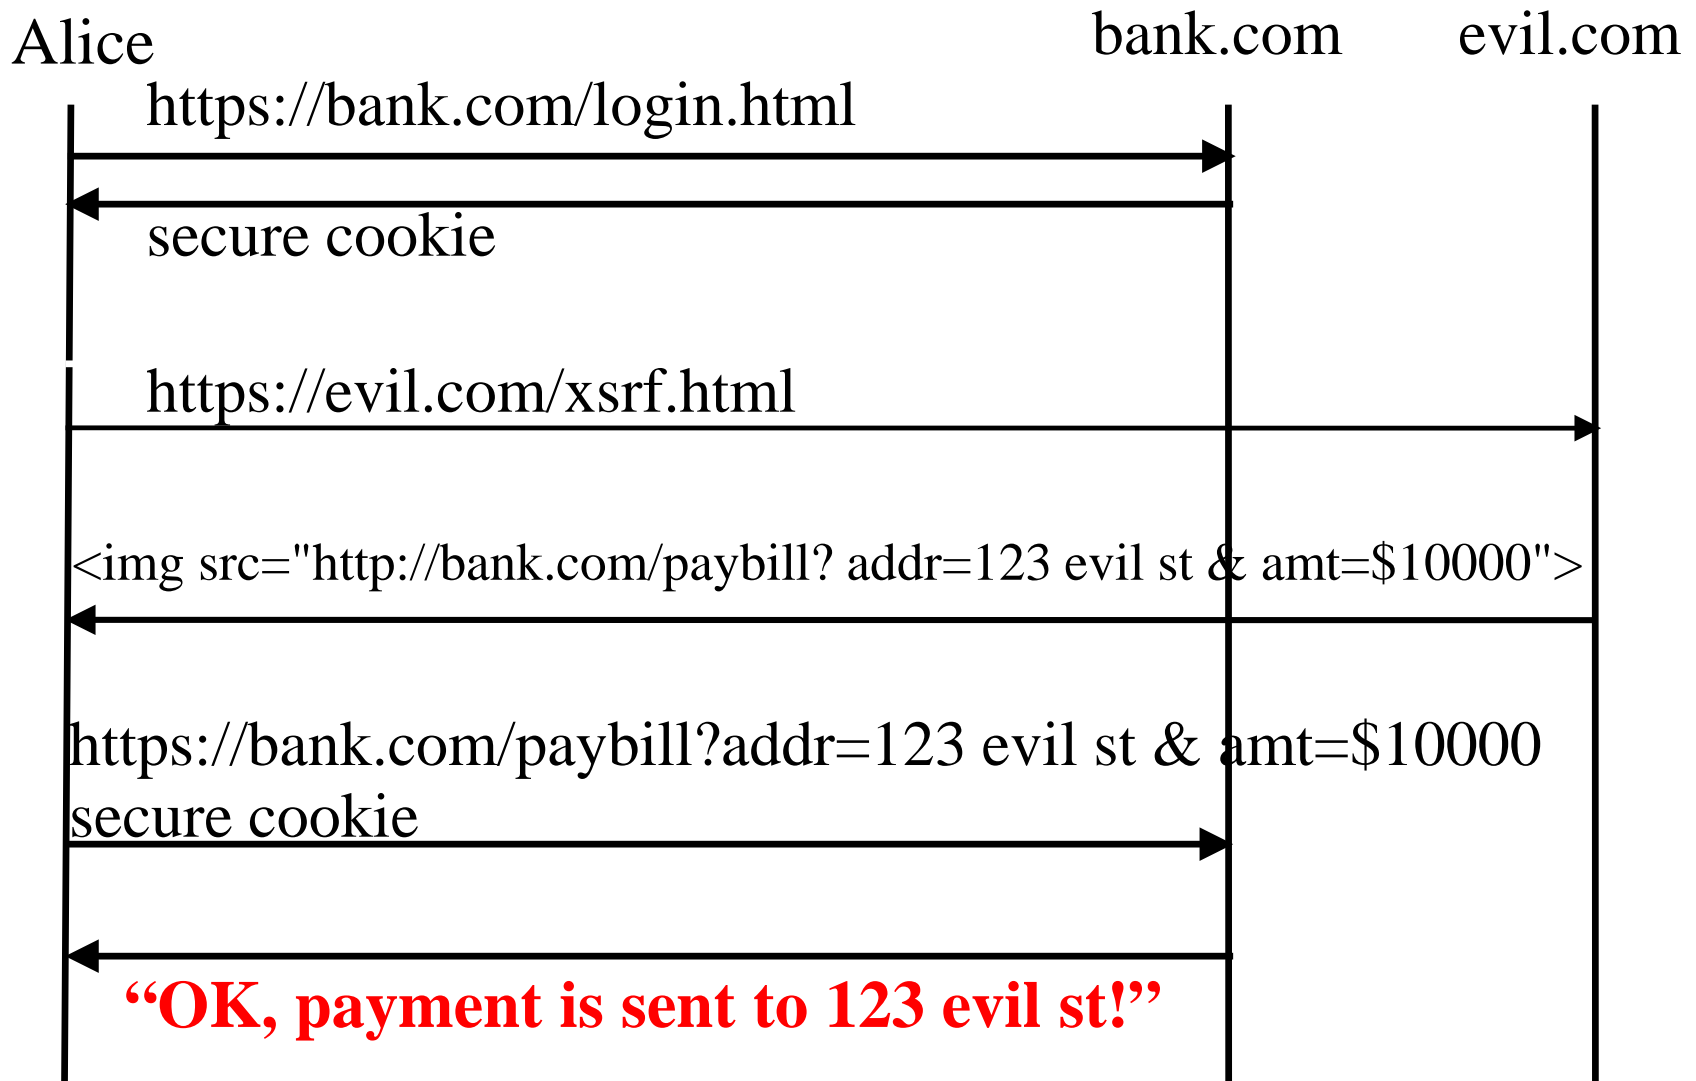 Alice
bank.com
evil.com
https://bank.com/login.html
secure cookie
https://evil.com/xsrf.html
<img src="http://bank.com/paybill? addr=123 evil st & amt=$10000">
https://bank.com/paybill?addr=123 evil st & amt=$10000
secure cookie
“OK, payment is sent to 123 evil st!”